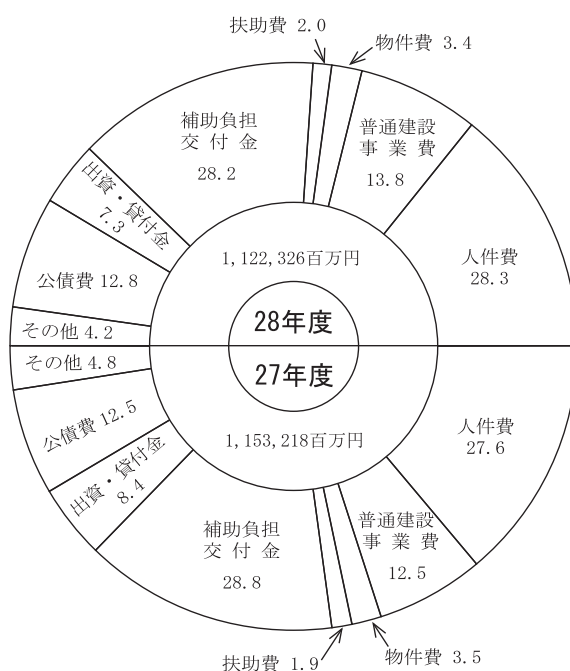 扶助費 2.0
物件費 3.4
補助負担
交付金
28.2
普通建設
事業費
13.8
出資・貸付金
7.3
人件費
28.3
公債費 12.8
1,122,326百万円
その他 4.2
28年度
27年度
その他 4.8
公債費 12.5
1,153,218百万円
人件費
27.6
出資・貸付金
8.4
補助負担
交付金
28.8
普通建設
事業費
12.5
扶助費 1.9
物件費 3.5